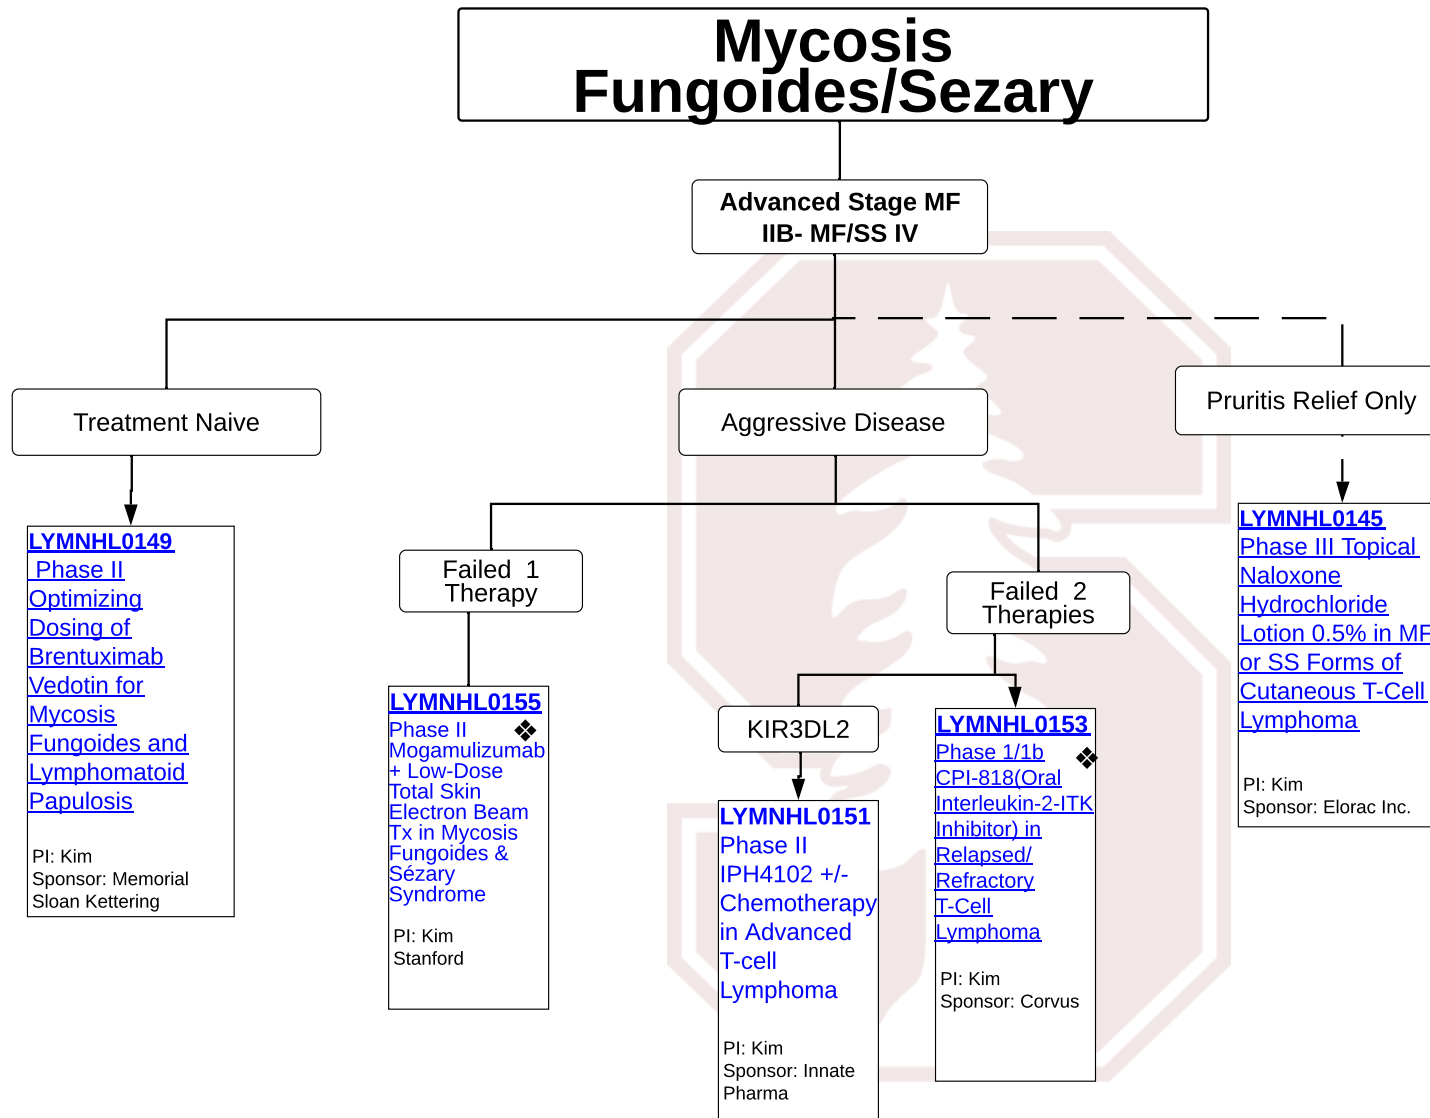 Mycosis
Fungoides/Sezary
Advanced Stage MF
IIB- MF/SS IV
Treatment Naive
Aggressive Disease
Pruritis Relief Only
LYMNHL0149
Phase II
Optimizing
Dosing of
Brentuximab
Vedotin for
Mycosis
Fungoides and
Lymphomatoid
Papulosis
PI: Kim
Sponsor: Memorial
Sloan Kettering
Failed 1
Therapy
LYMNHL0155
Phase II
Mogamulizumab
+ Low-Dose
Total Skin
Electron Beam
Tx in Mycosis
Fungoides &
Sézary
Syndrome
PI: Kim
Stanford
Failed 2
Therapies
KIR3DL2
LYMNHL0151
Phase II
IPH4102 +/-
Chemotherapy
in Advanced
T-cell
Lymphoma
PI: Kim
Sponsor: Innate
Pharma
LYMNHL0153
Phase 1/1b
CPI-818(Oral
Interleukin-2-ITK
Inhibitor) in
Relapsed/
Refractory
T-Cell
Lymphoma
PI: Kim
Sponsor: Corvus
LYMNHL0145
Phase III Topical
Naloxone
Hydrochloride
Lotion 0.5% in MF
or SS Forms of
Cutaneous T-Cell
Lymphoma
PI: Kim
Sponsor: Elorac Inc.